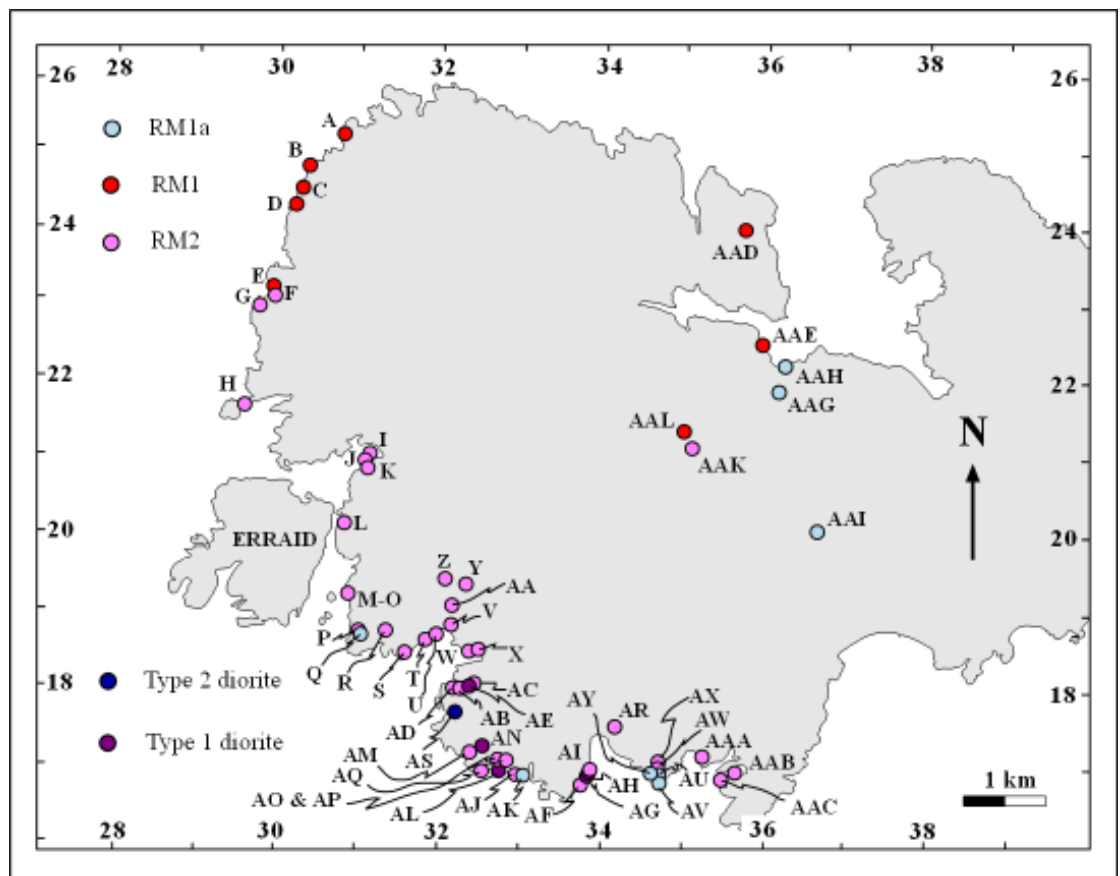 28 30 32 34 36 38
26 26
RM1a
A
B
RM1
C
D
24 24
RM2
AAD
E
F
G
AAE
22 22
H
AAH
AAG
AAL
N
I
J
K
AAK
AAI
L
20 20
ERRAID
Z Y
AA
M-O
V
P
Q R S T U W X
18 18
Type 2 diorite
AC
AY AX
AR AW
AD AB AE
AAA
Type 1 diorite
AM AS AN
AI
AAB
AQ
AH
AU
1 km
AO & AP
AL AJ AK AF AG AV AAC
28 30 32 34 36 38